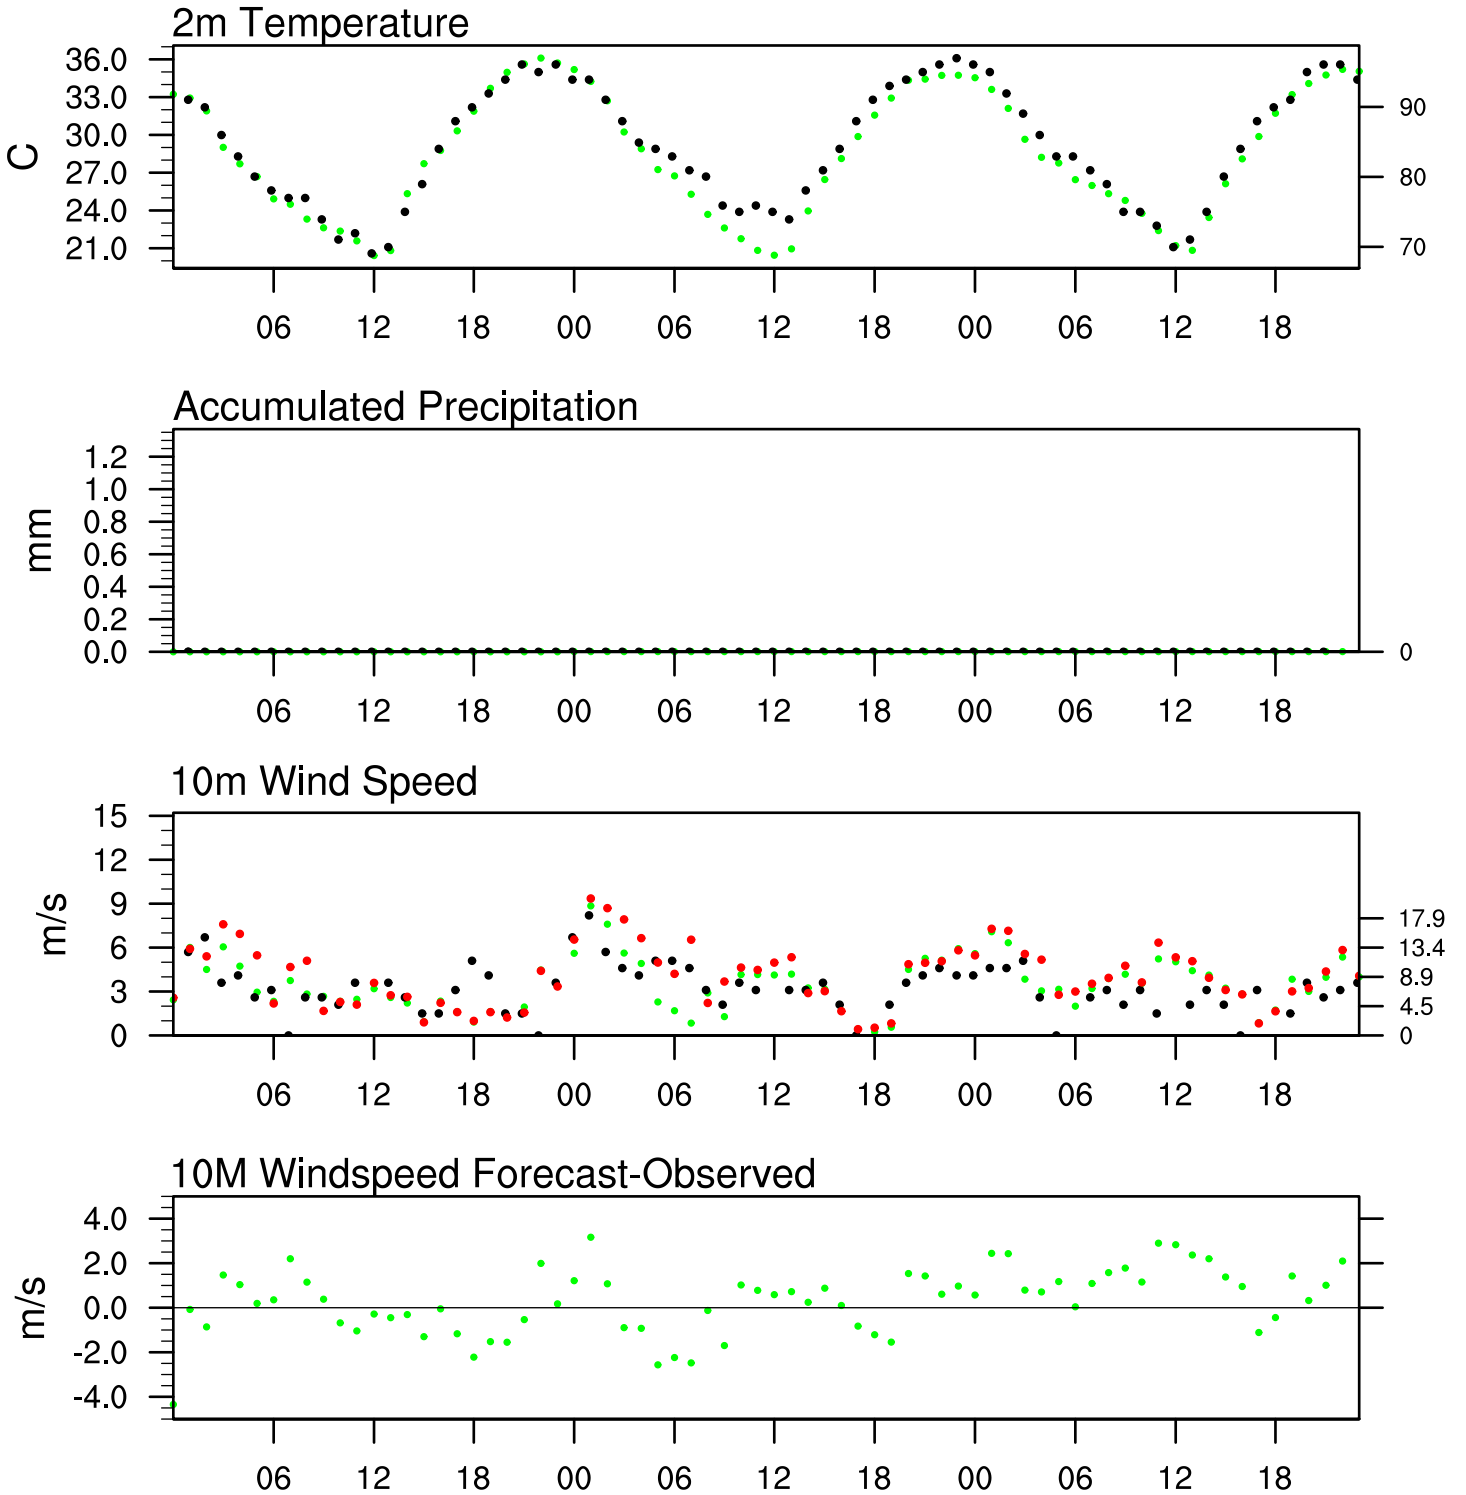 2m Temperature
36.0
33.0
30.0
27.0
24.0
21.0
C
90
80
70
06 12 18 00 06 12 18 00 06 12 18
Accumulated Precipitation
1.2
1.0
0.8
0.6
0.4
0.2
0.0
mm
0
06 12 18 00 06 12 18 00 06 12 18
10m Wind Speed
15
12
9
6
3
0
m/s
17.9
13.4
8.9
4.5
0
06 12 18 00 06 12 18 00 06 12 18
10M Windspeed Forecast-Observed
4.0
2.0
0.0
-2.0
-4.0
m/s
06 12 18 00 06 12 18 00 06 12 18